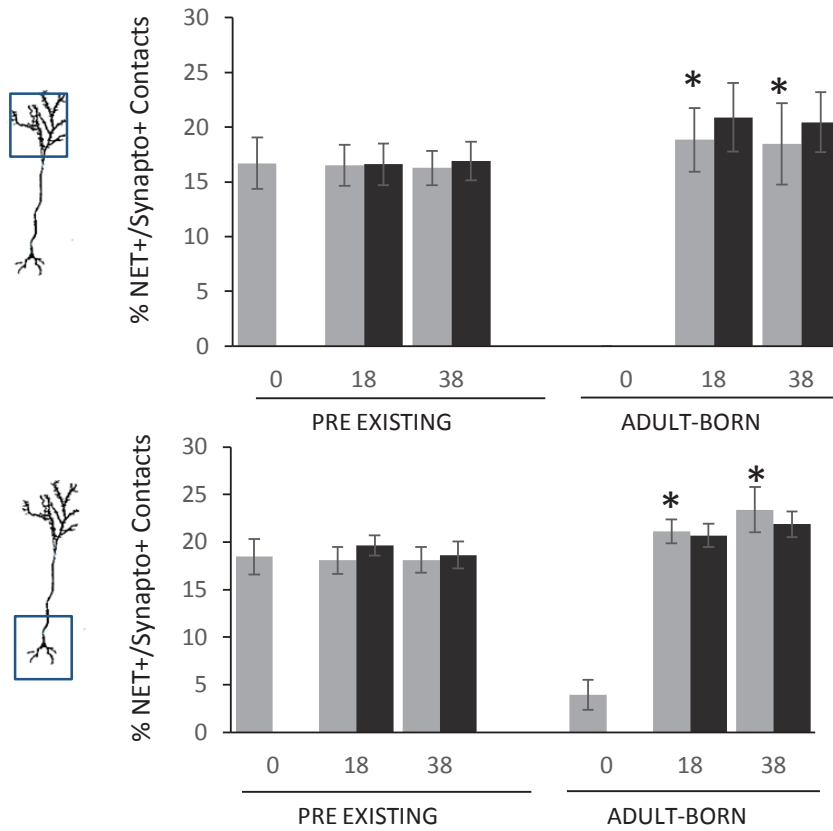 % NET+/Synapto+ Contacts
30
25
20
15
10
5
0
* *
0 18 38 0 18 38
PRE EXISTING ADULT-BORN
% NET+/Synapto+ Contacts
30
25
20
15
10
5
0
* *
0 18 38 0 18 38
PRE EXISTING ADULT-BORN